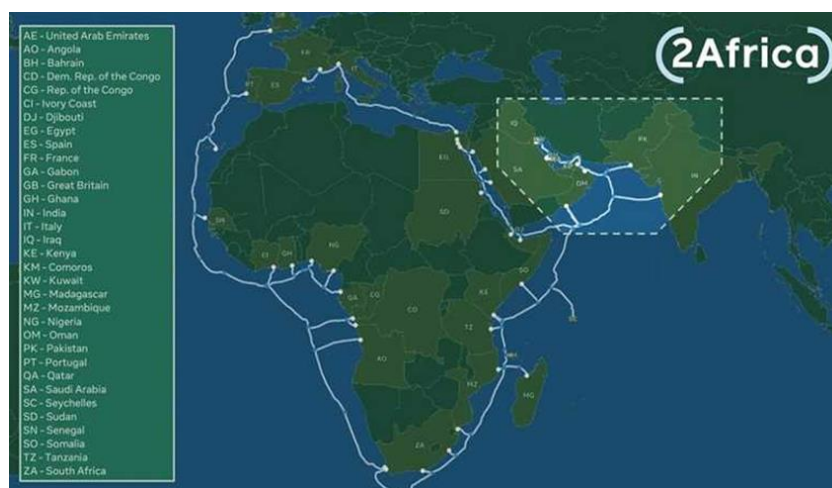 AE - United Arab Emirates
AO - Angola
BH - Bahrain
CD - Dem. Rep. of the Congo
CG - Rep. of the Congo
CI - Ivory Coast
DJ - Djibouti
EG - Egypt
ES - Spain
FR - France
GA - Gabon
GB - Great Britain
GH - Ghana
IN - India
IT - Italy
IQ - Iraq
KE - Kenya
KM - Comoros
KW - Kuwait
MG - Madagascar
MZ - Mozambique
NG - Nigeria
OM - Oman
PK - Pakistan
PT - Portugal
QA - Qatar
SA - Saudi Arabia
SC - Seychelles
SD - Sudan
SN - Senegal
SO - Somalia
TZ - Tanzania
ZA - South Africa
2Africa
GB
FR
IT
PT
ES
IQ
PK
SA
OM
IN
SD
NG
CI
GH
SO
GA
CG
KE
TZ
AO
MZ
MG
ZA